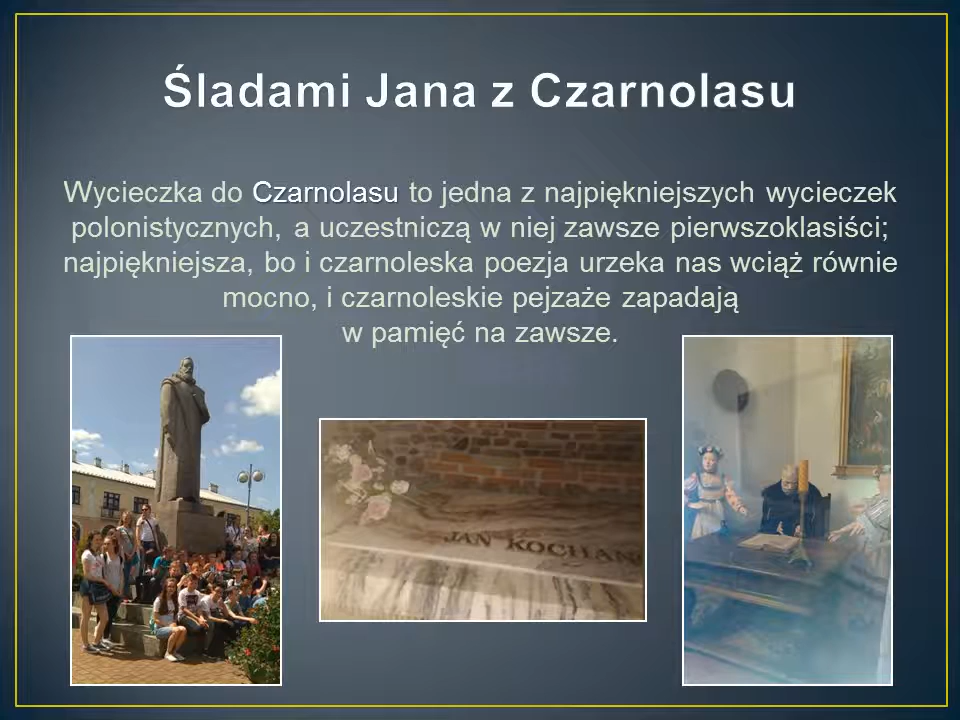 Śladami Jana z Czarnolasu
Wycieczka do Czarnolasu to jedna z najpiękniejszych wycieczek
polonistycznych, a uczestniczą w niej zawsze pierwszoklasiści;
najpiękniejsza, bo i czarnoleska poezja urzeka nas wciąż równie
mocno, i czarnoleskie pejzaże zapadają
w pamięć na zawsze.
JAN KOCHAN